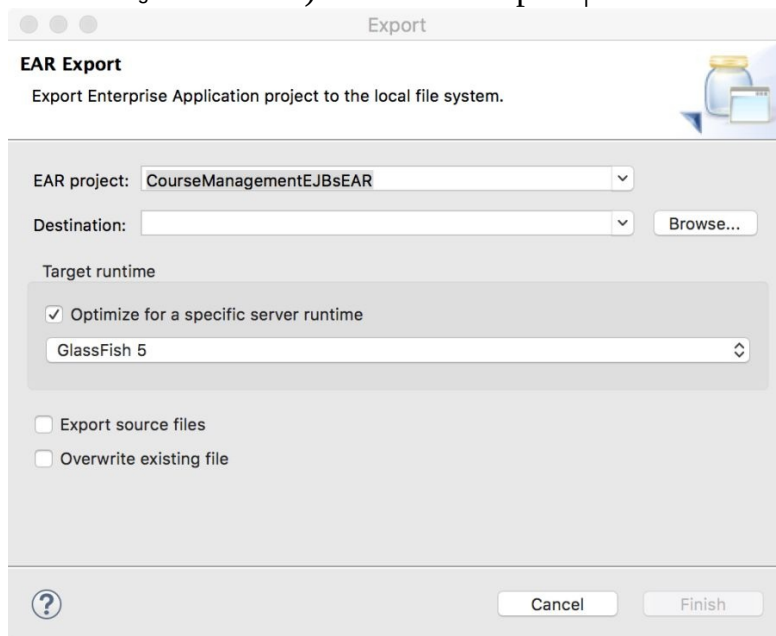 Export
EAR Export
Export Enterprise Application project to the local file system.
EAR project: CourseManagementEJBsEAR
Destination: Browse...
Target runtime
Optimize for a specific server runtime
GlassFish 5
Export source files
Overwrite existing file
? Cancel Finish